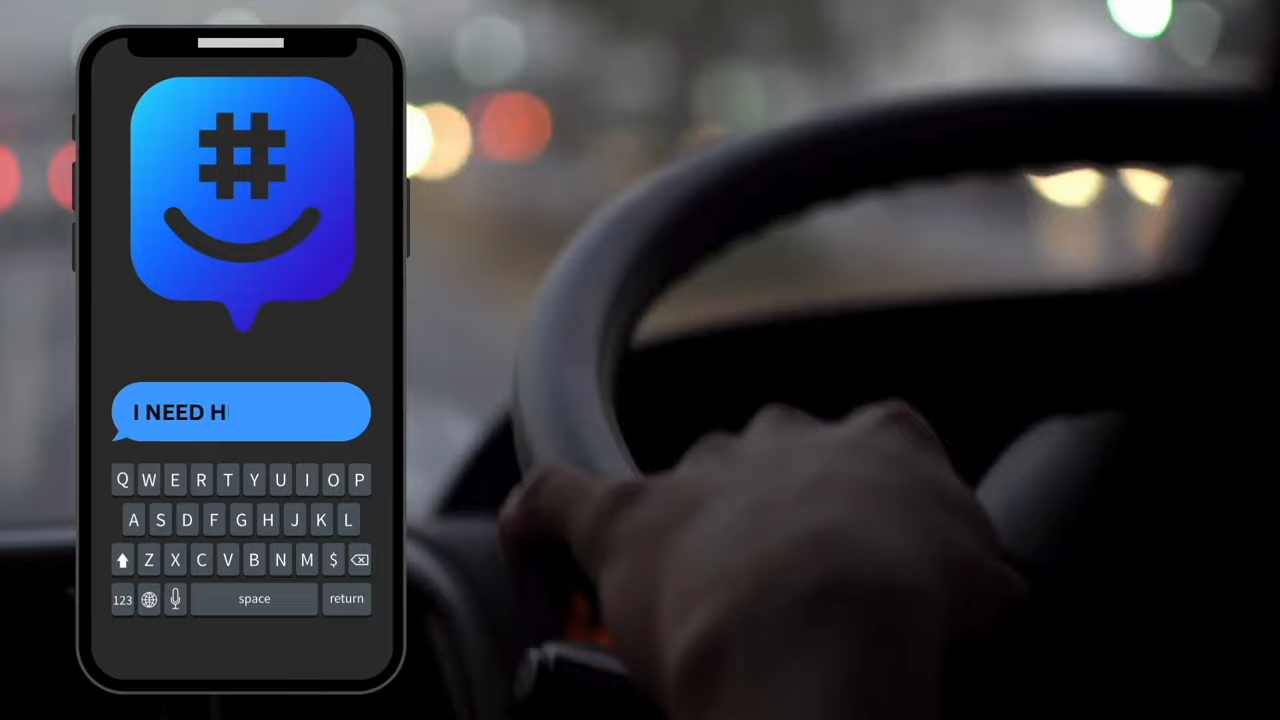 #
I NEED H
Q W E R T Y U I O P
A S D F G H J K L
Z X C V B N M $
123 space return